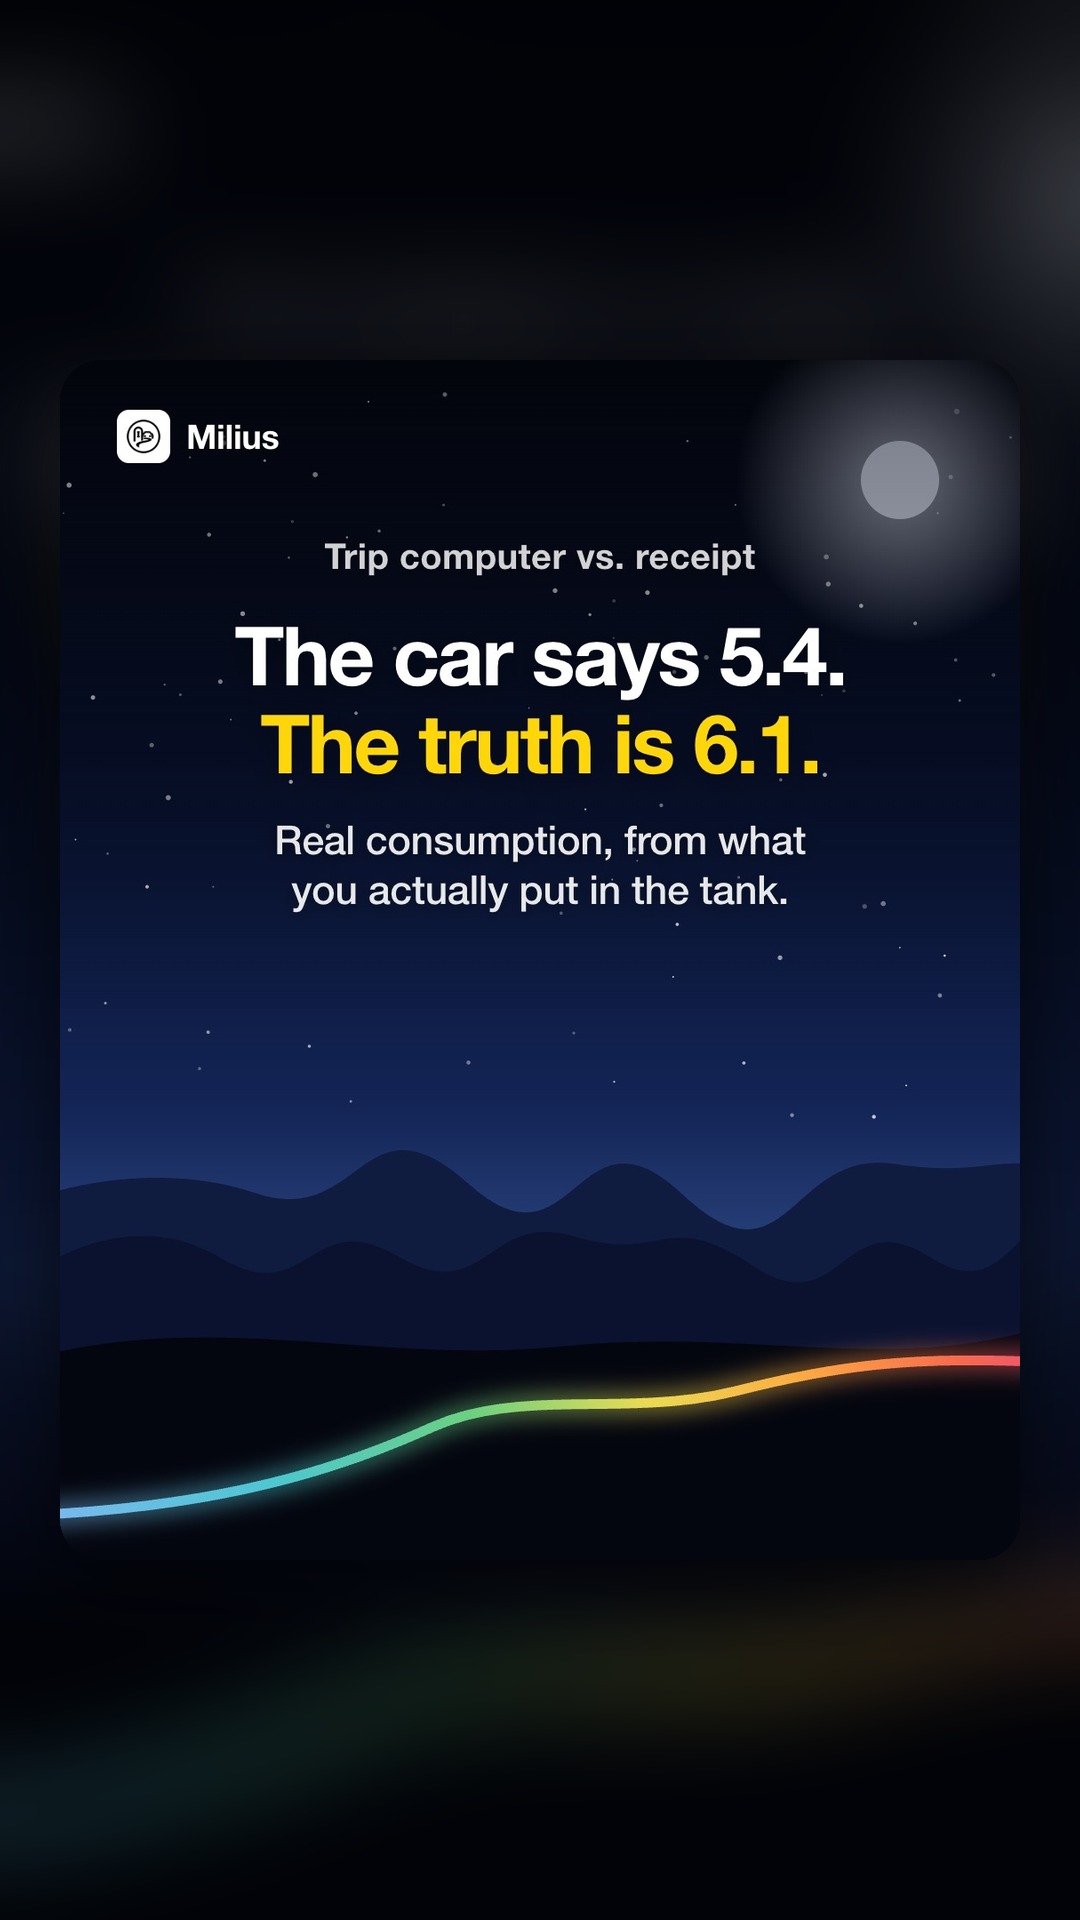 Milius
Trip computer vs. receipt
The car says 5.4.
The truth is 6.1.
Real consumption, from what
you actually put in the tank.